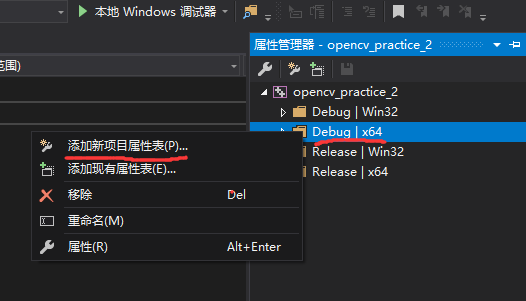 本地 Windows 调试器
范围)
属性管理器 - opencv_practice_2
opencv_practice_2
Debug | Win32
Debug | x64
Release | Win32
Release | x64
添加新项目属性表(P)...
添加现有属性表(E)...
移除 Del
重命名(M)
属性(R) Alt+Enter